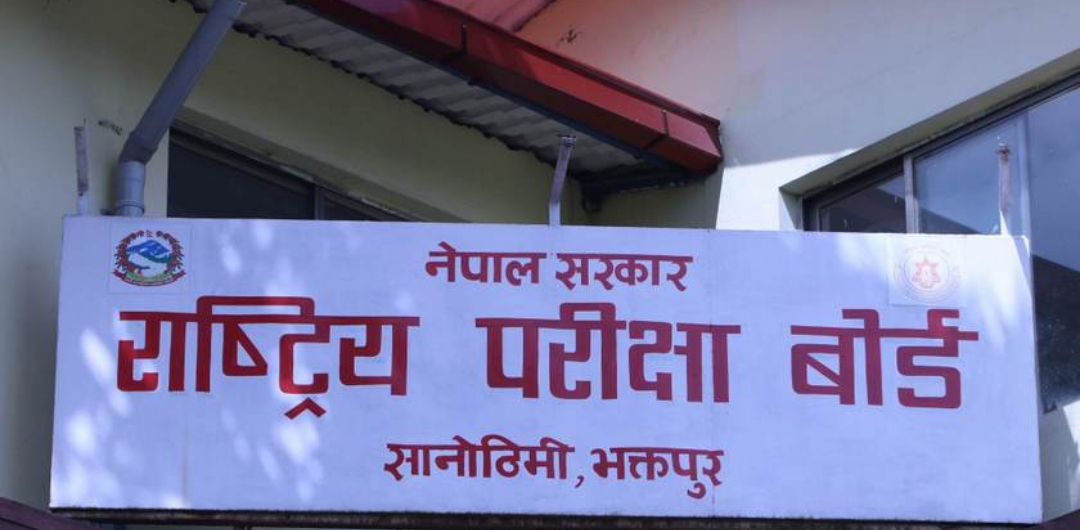 नेपाल सरकार
राष्ट्रिय परीक्षा बोर्ड
सानोठिमी, भक्तपुर